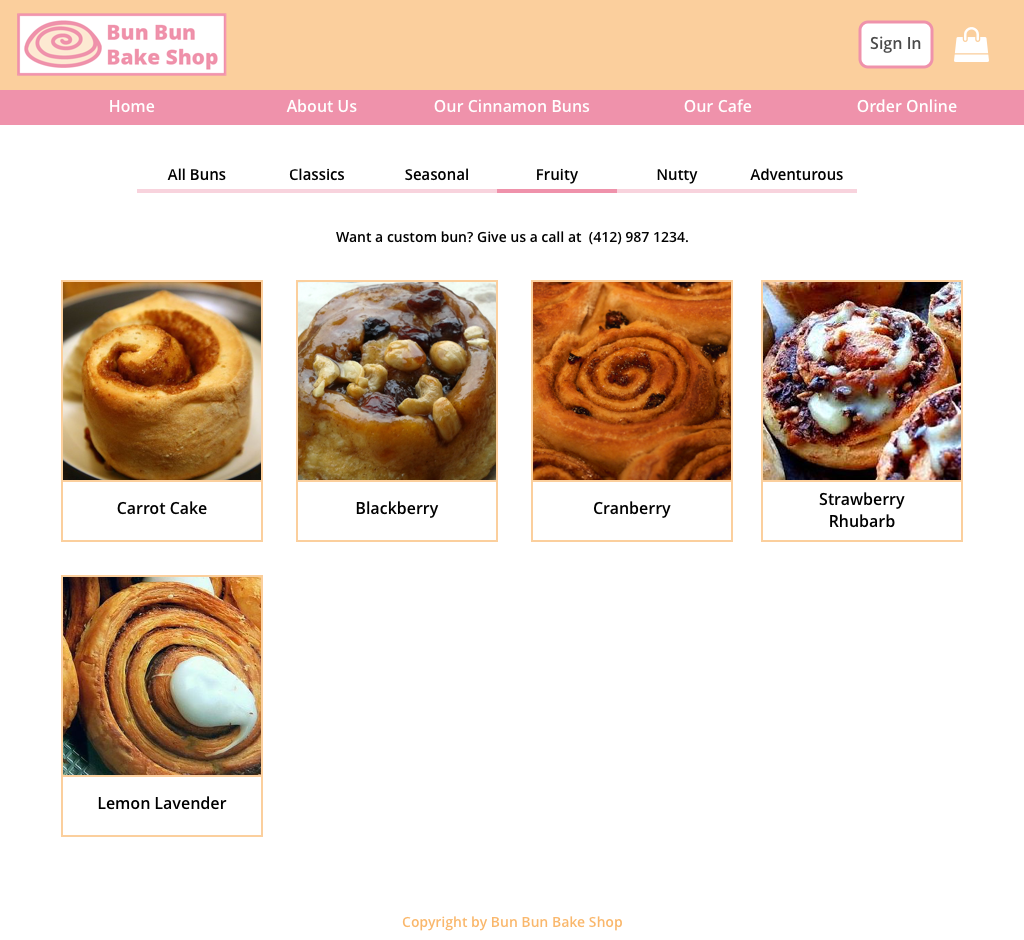 Bun Bun
Bake Shop
Sign In
Home About Us Our Cinnamon Buns Our Cafe Order Online
All Buns Classics Seasonal Fruity Nutty Adventurous
Want a custom bun? Give us a call at (412) 987 1234.
Carrot Cake
Blackberry
Cranberry
Strawberry
Rhubarb
Lemon Lavender
Copyright by Bun Bun Bake Shop